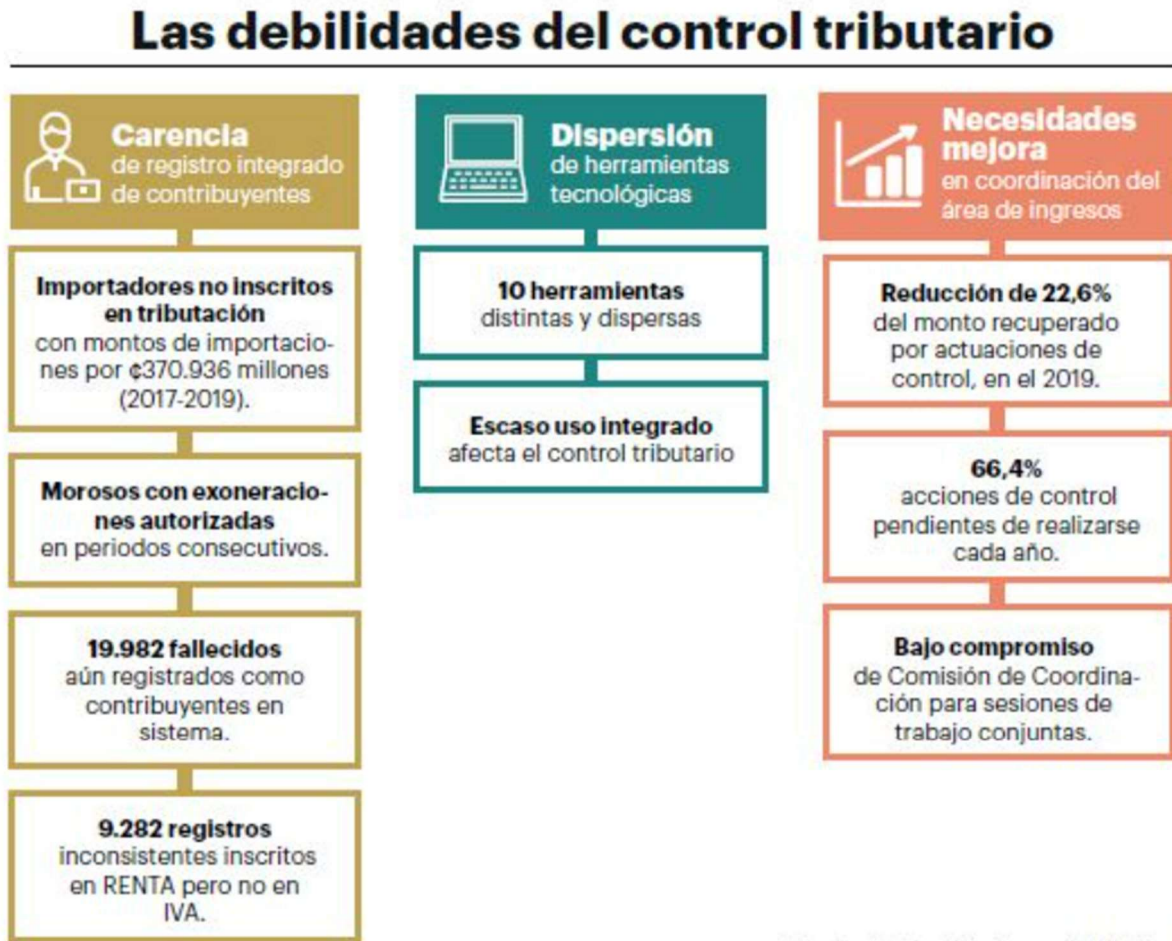 Las debilidades del control tributario
Carencia
de registro integrado
de contribuyentes
Importadores no inscritos
en tributación
con montos de importacio-
nes por ₡370.936 millones
(2017-2019).
Morosos con exoneracio-
nes autorizadas
en periodos consecutivos.
19.982 fallecidos
aún registrados como
contribuyentes en
sistema.
9.282 registros
inconsistentes inscritos
en RENTA pero no en
IVA.
Dispersión
de herramientas
tecnológicas
10 herramientas
distintas y dispersas
Escaso uso integrado
afecta el control tributario
Necesidades
mejora
en coordinación del
área de ingresos
Reducción de 22,6%
del monto recuperado
por actuaciones de
control, en el 2019.
66,4%
acciones de control
pendientes de realizarse
cada año.
Bajo compromiso
de Comisión de Coordina-
ción para sesiones de
trabajo conjuntas.